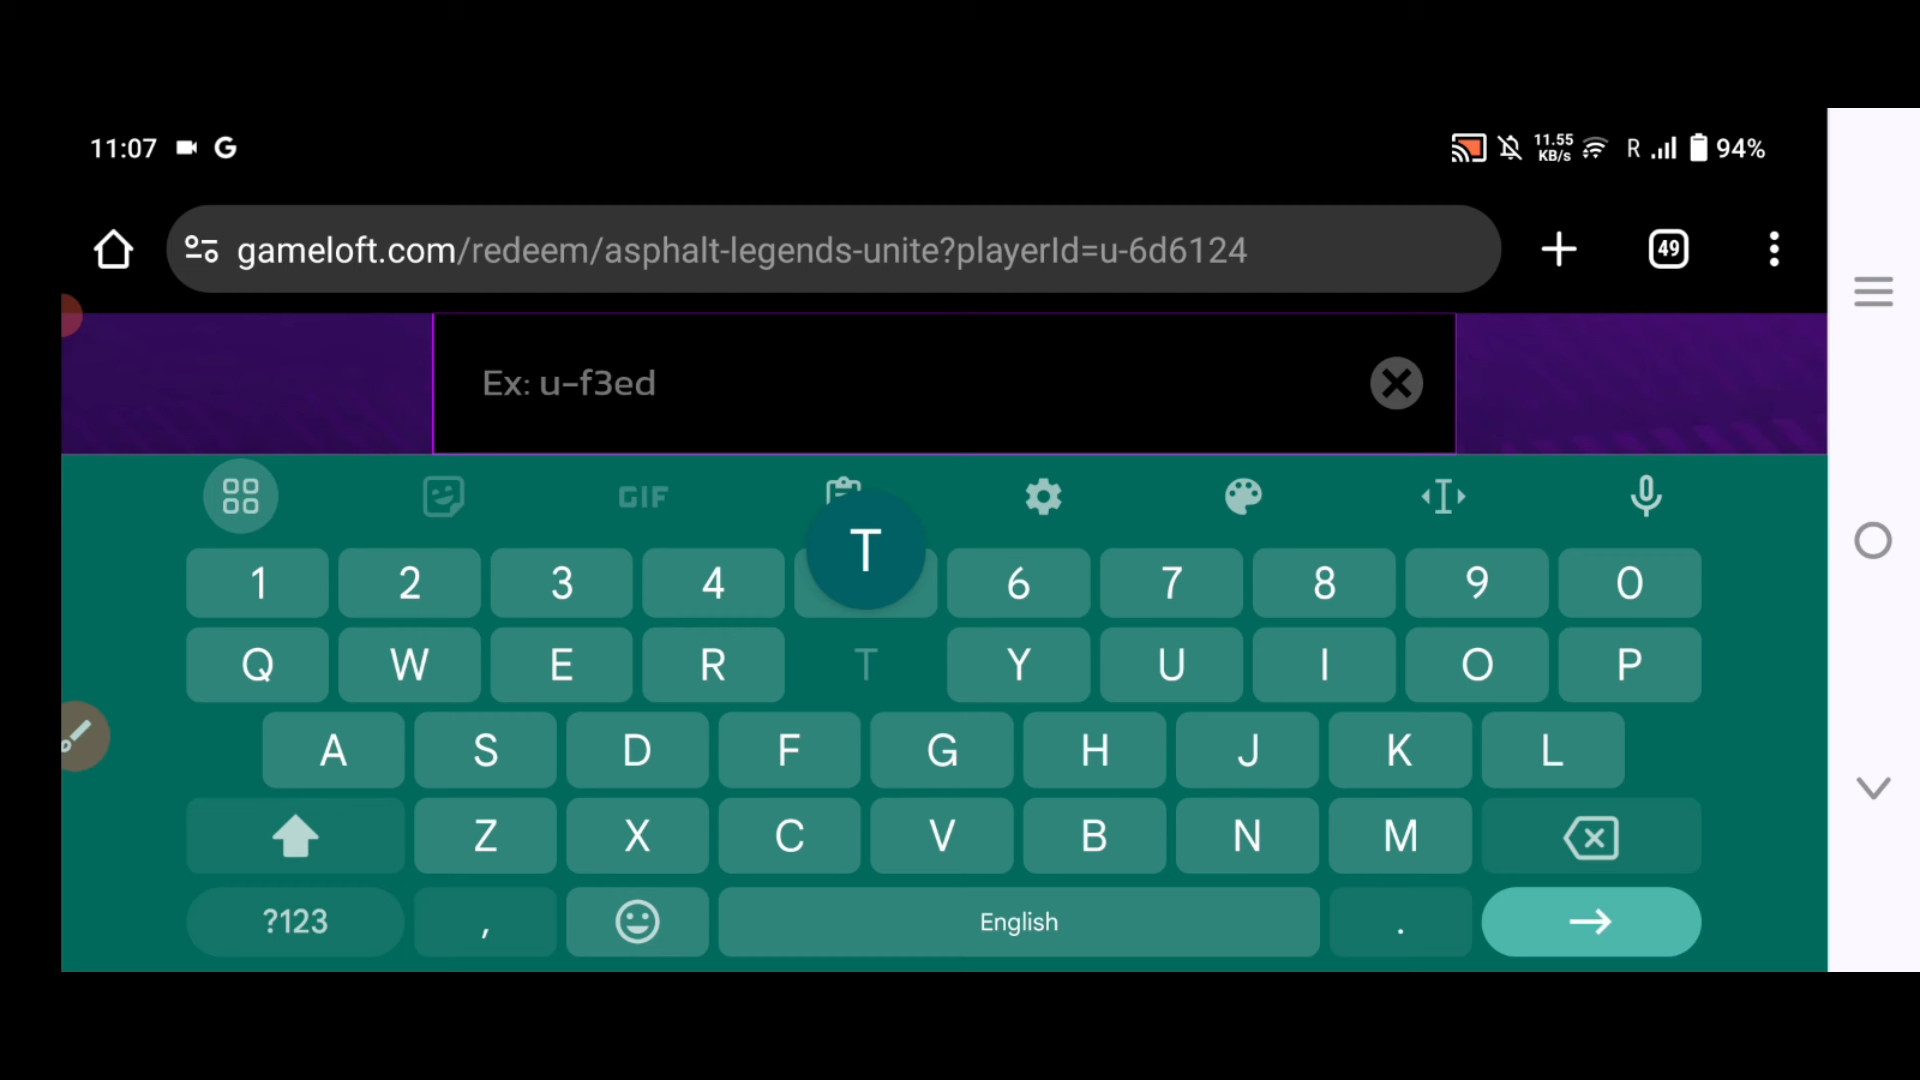 11:07 G 11.55 KB/s R 94%
gameloft.com/redeem/asphalt-legends-unite?playerId=u-6d6124 49
Ex: u-f3ed
GIF
T
1 2 3 4 6 7 8 9 0
Q W E R T Y U I O P
A S D F G H J K L
Z X C V B N M
?123 , English .